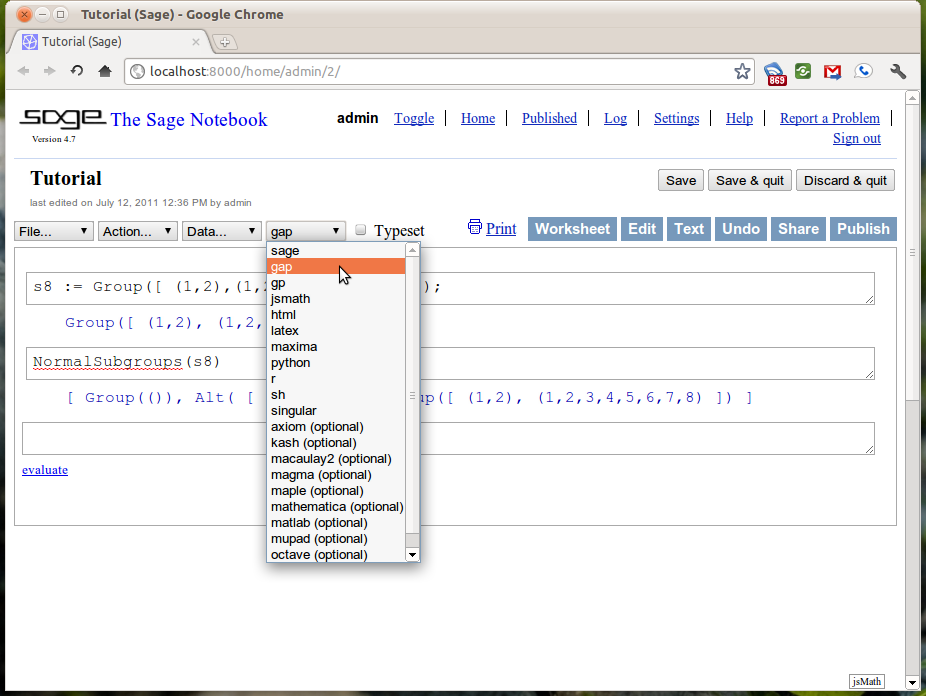 Tutorial (Sage) - Google Chrome
Tutorial (Sage)
localhost:8000/home/admin/2/
869
sage The Sage Notebook
admin Toggle | Home | Published | Log | Settings | Help | Report a Problem |
Version 4.7
Sign out
Tutorial
Save Save & quit Discard & quit
last edited on July 12, 2011 12:36 PM by admin
File... Action... Data... gap Typeset Print Worksheet Edit Text Undo Share Publish
sage
gap
s8 := Group([ (1,2),(1, );
gp
jsmath
html
Group([ (1,2), (1,2,
latex
maxima
NormalSubgroups(s8)
python
r
sh
[ Group(()), Alt( [ up([ (1,2), (1,2,3,4,5,6,7,8) ]) ]
singular
axiom (optional)
kash (optional)
macaulay2 (optional)
evaluate
magma (optional)
maple (optional)
mathematica (optional)
matlab (optional)
mupad (optional)
octave (optional)
jsMath